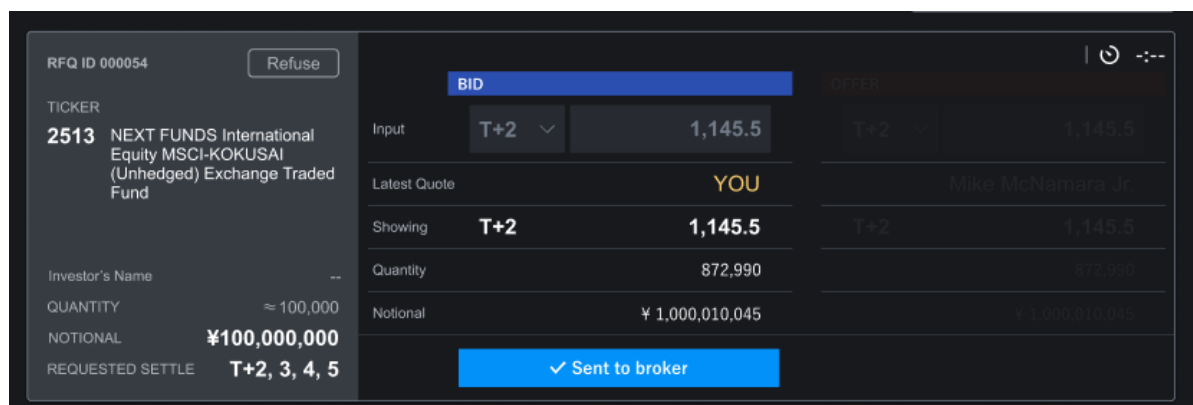 RFQ ID 000054
Refuse
TICKER
2513 NEXT FUNDS International
Equity MSCI-KOKUSAI
(Unhedged) Exchange Traded
Fund
Investor's Name --
QUANTITY ≈ 100,000
NOTIONAL ¥100,000,000
REQUESTED SETTLE T+2, 3, 4, 5
-:--
BID OFFER
Input T+2 1,145.5 T+2 1,145.5
Latest Quote YOU Mike McNamara Jr.
Showing T+2 1,145.5 T+2 1,145.5
Quantity 872,990 872,990
Notional ¥ 1,000,010,045 ¥ 1,000,010,045
Sent to broker